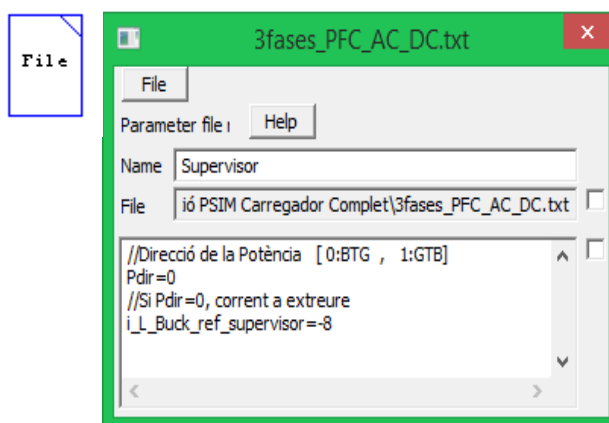 File
3fases_PFC_AC_DC.txt
x
File
Parameter file
Help
Name Supervisor
File ió PSIM Carregador Complet\3fases_PFC_AC_DC.txt
//Direcció de la Potència [ 0:BTG , 1:GTB]
Pdir=0
//Si Pdir=0, corrent a extreure
i_L_Buck_ref_supervisor=-8